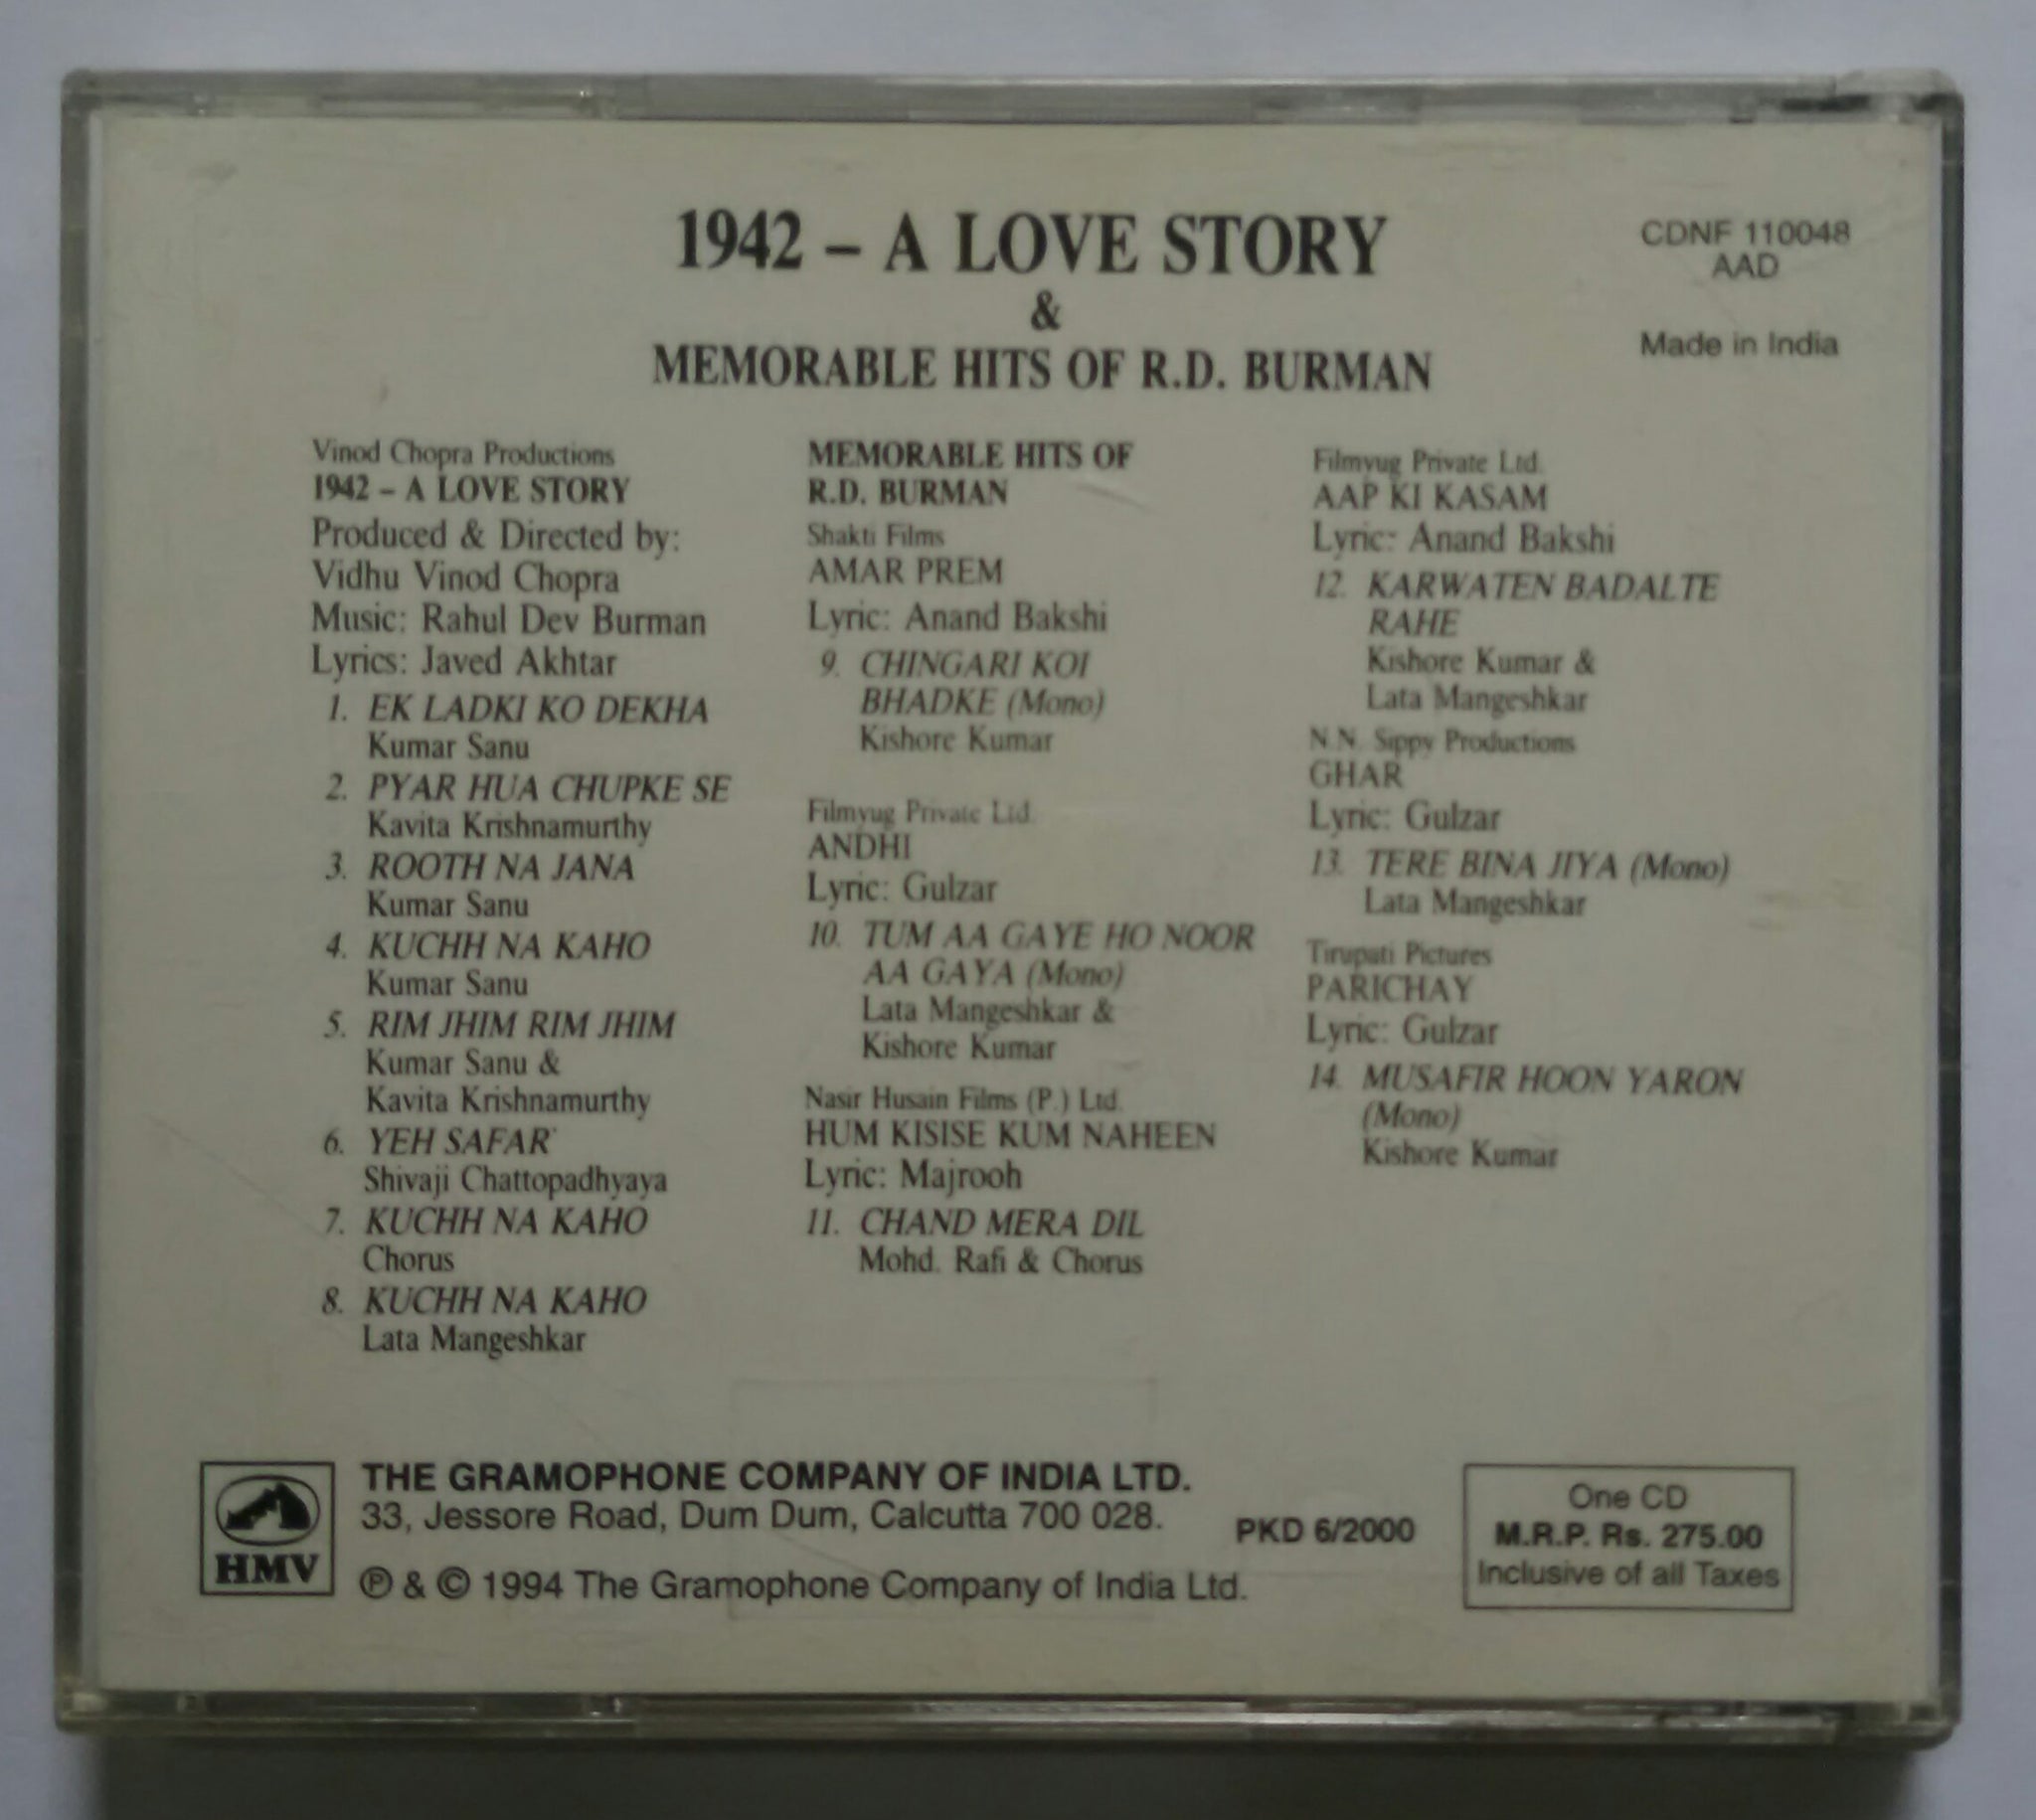 1942 – A LOVE STORY
&
MEMORABLE HITS OF R.D. BURMAN
CDNF 110048
AAD
Made in India
Vinod Chopra Productions
1942 – A LOVE STORY
Produced & Directed by:
Vidhu Vinod Chopra
Music: Rahul Dev Burman
Lyrics: Javed Akhtar
1. EK LADKI KO DEKHA
Kumar Sanu
2. PYAR HUA CHUPKE SE
Kavita Krishnamurthy
3. ROOTH NA JANA
Kumar Sanu
4. KUCHH NA KAHO
Kumar Sanu
5. RIM JHIM RIM JHIM
Kumar Sanu &
Kavita Krishnamurthy
6. YEH SAFAR
Shivaji Chattopadhyaya
7. KUCHH NA KAHO
Chorus
8. KUCHH NA KAHO
Lata Mangeshkar
MEMORABLE HITS OF
R.D. BURMAN
Shakti Films
AMAR PREM
Lyric: Anand Bakshi
9. CHINGARI KOI
BHADKE (Mono)
Kishore Kumar
Filmyug Private Ltd.
ANDHI
Lyric: Gulzar
10. TUM AA GAYE HO NOOR
AA GAYA (Mono)
Lata Mangeshkar &
Kishore Kumar
Nasir Husain Films (P.) Ltd.
HUM KISISE KUM NAHEEN
Lyric: Majrooh
11. CHAND MERA DIL
Mohd. Rafi & Chorus
Filmyug Private Ltd.
AAP KI KASAM
Lyric: Anand Bakshi
12. KARWATEN BADALTE
RAHE
Kishore Kumar &
Lata Mangeshkar
N.N. Sippy Productions
GHAR
Lyric: Gulzar
13. TERE BINA JIYA (Mono)
Lata Mangeshkar
Tirupati Pictures
PARICHAY
Lyric: Gulzar
14. MUSAFIR HOON YARON
(Mono)
Kishore Kumar
HMV
THE GRAMOPHONE COMPANY OF INDIA LTD.
33, Jessore Road, Dum Dum, Calcutta 700 028.
℗ & © 1994 The Gramophone Company of India Ltd.
PKD 6/2000
One CD
M.R.P. Rs. 275.00
Inclusive of all Taxes